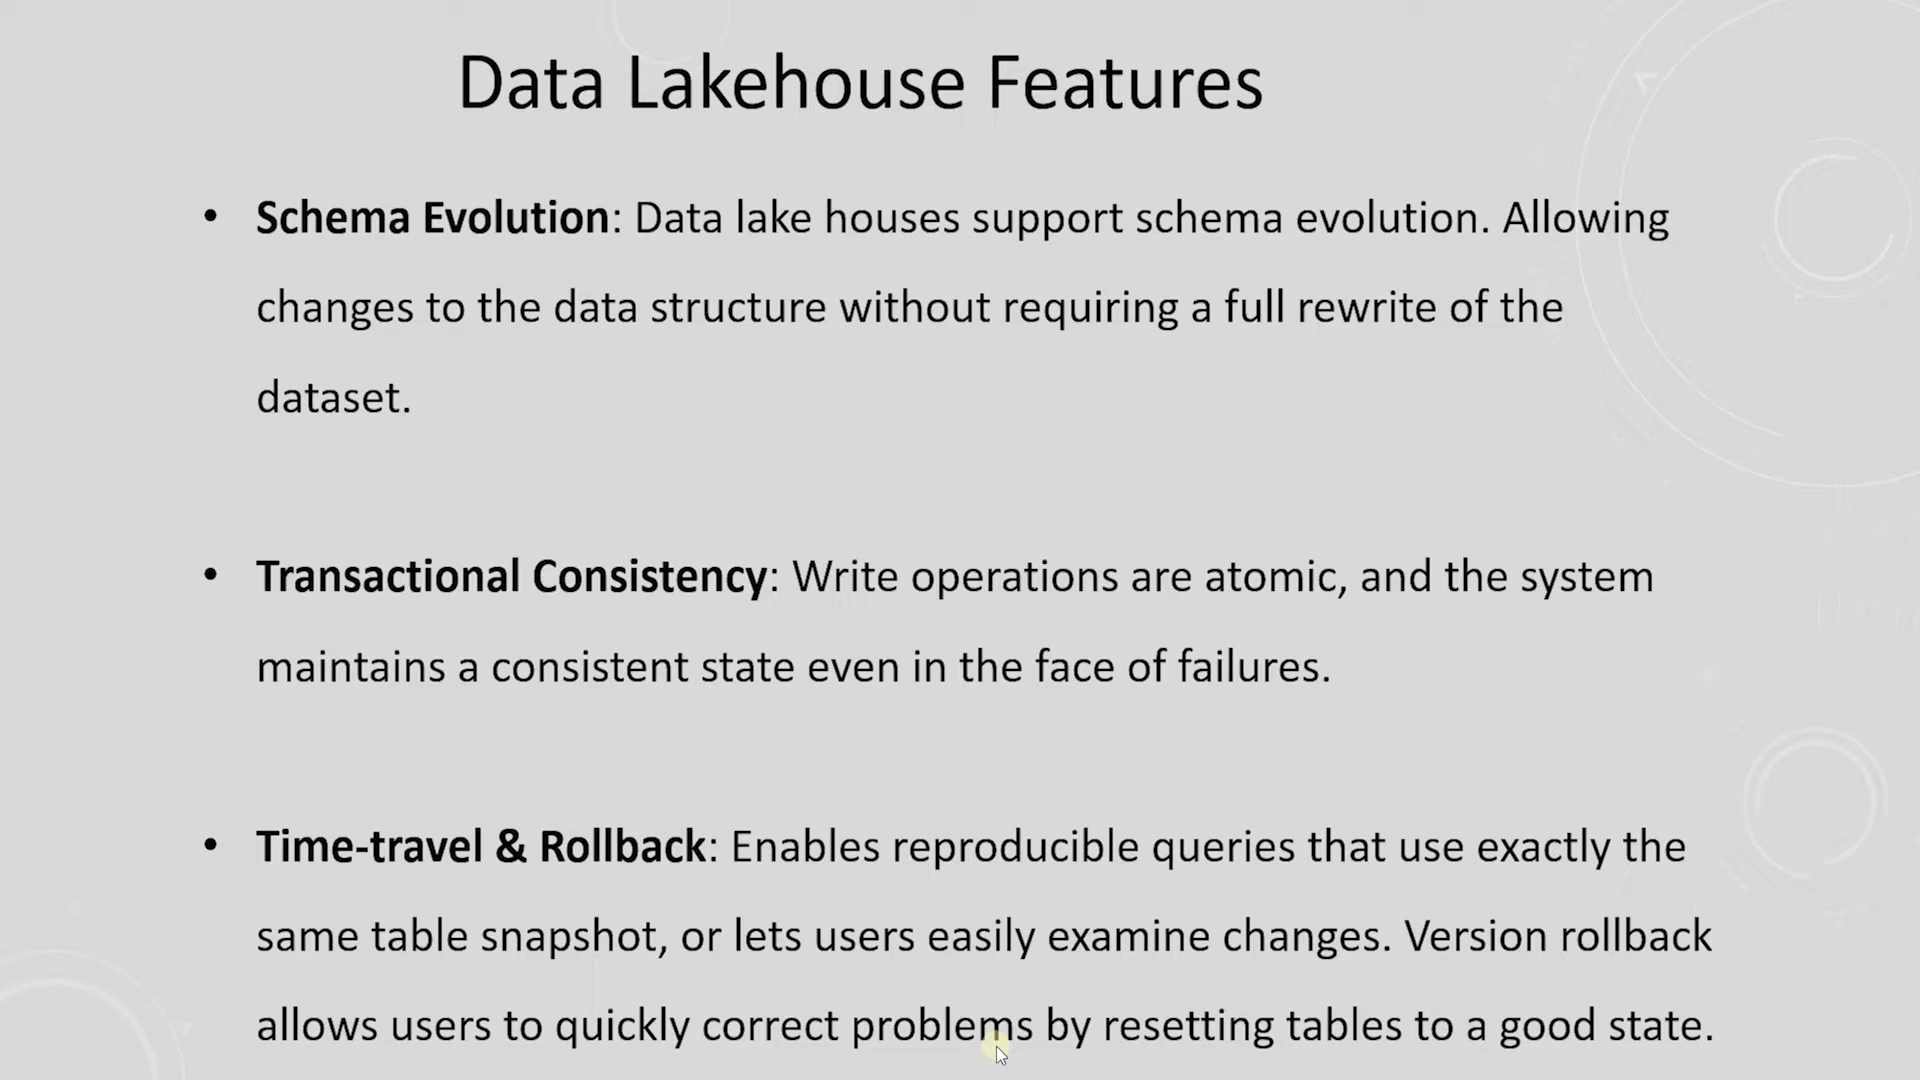 Data Lakehouse Features
• Schema Evolution: Data lake houses support schema evolution. Allowing
changes to the data structure without requiring a full rewrite of the
dataset.
• Transactional Consistency: Write operations are atomic, and the system
maintains a consistent state even in the face of failures.
• Time-travel & Rollback: Enables reproducible queries that use exactly the
same table snapshot, or lets users easily examine changes. Version rollback
allows users to quickly correct problems by resetting tables to a good state.